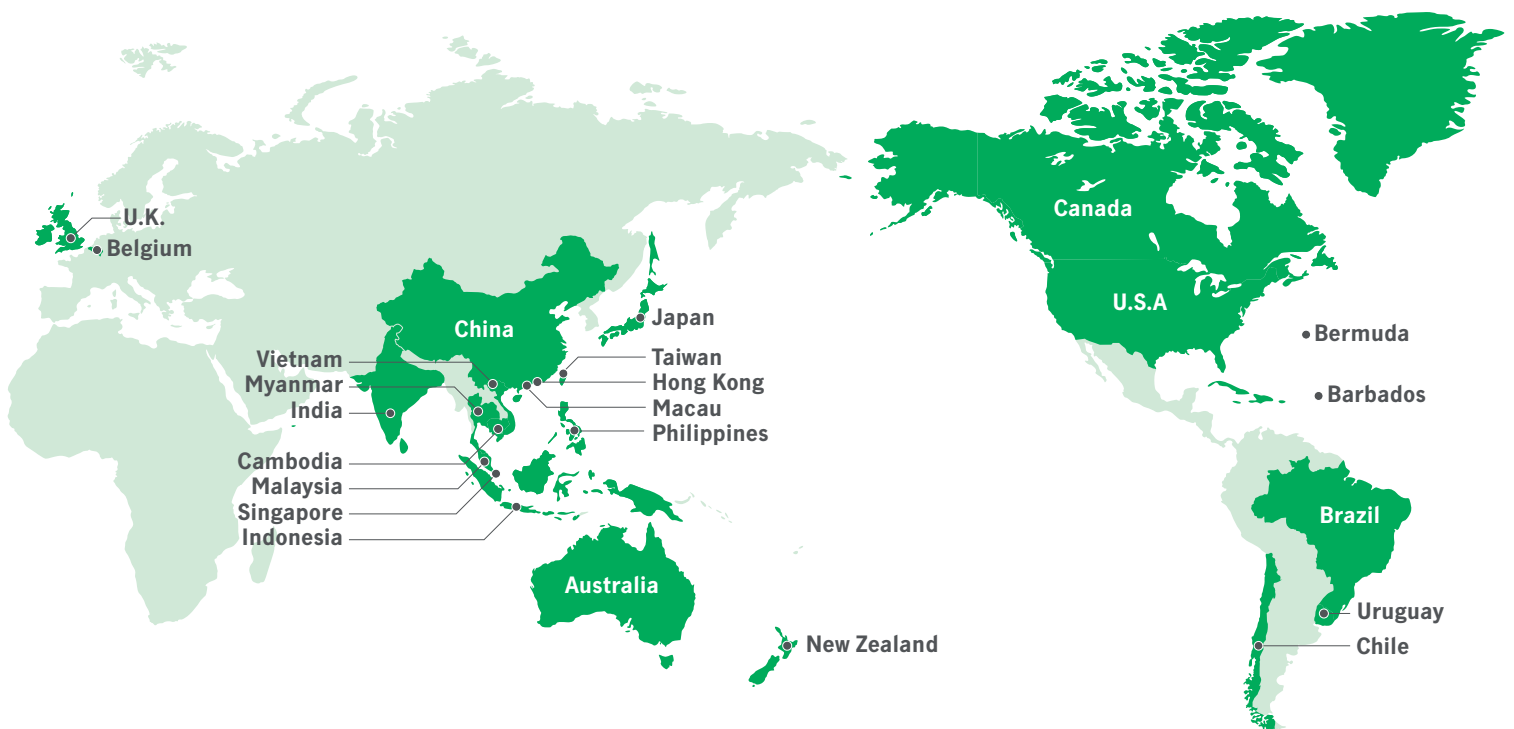 U.K.
Belgium
China
Japan
Vietnam
Myanmar
India
Taiwan
Hong Kong
Macau
Philippines
Cambodia
Malaysia
Singapore
Indonesia
Australia
New Zealand
Canada
U.S.A
Bermuda
Barbados
Brazil
Uruguay
Chile